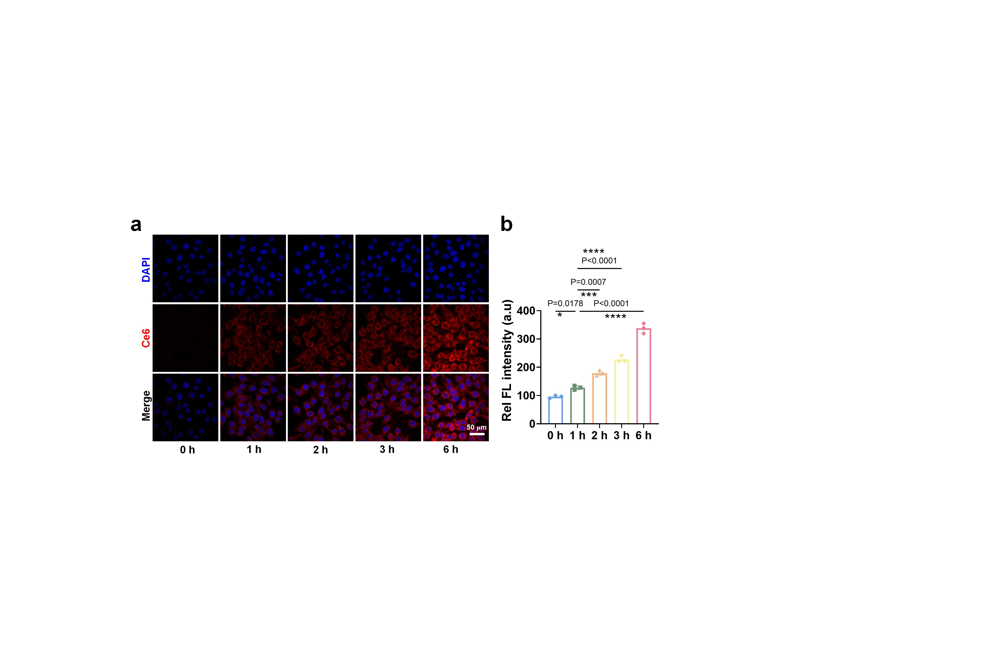 a
DAPI
Ce6
Merge
50 μm
0 h
1 h
2 h
3 h
6 h
b
****
P<0.0001
P=0.0007
***
P=0.0178
P<0.0001
*
****
Rel FL intensity (a.u)
400
300
200
100
0
0 h
1 h
2 h
3 h
6 h